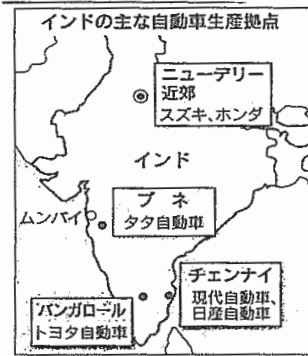 インドの主な自動車生産拠点
ニューデリー
近郊
スズキ、ホンダ
インド
プネ
タタ自動車
ムンバイ
チェンナイ
現代自動車、
日産自動車
バンガロール
トヨタ自動車